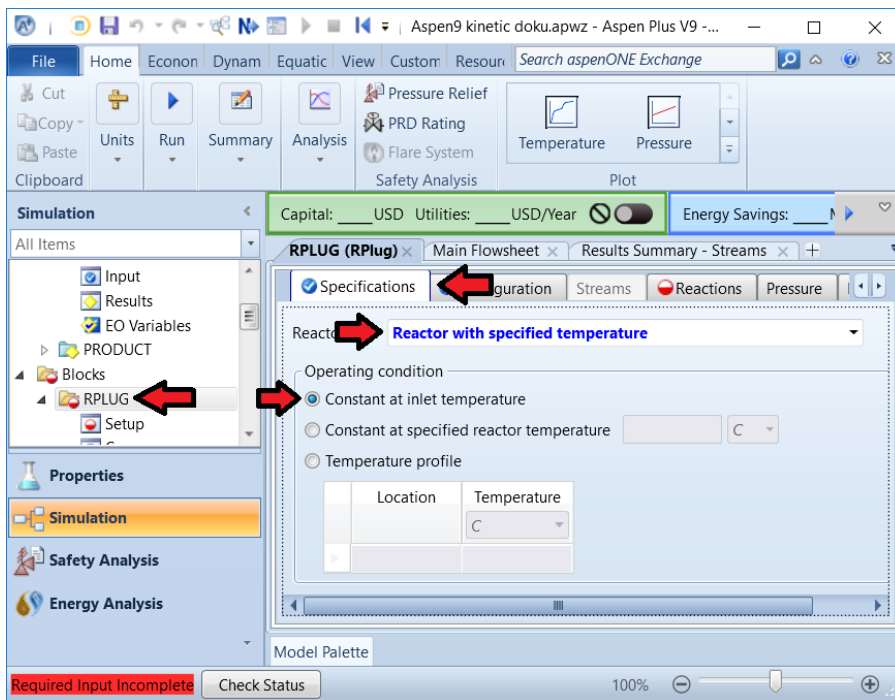 Aspen9 kinetic doku.apwz - Aspen Plus V9 -...
File Home Econon Dynam Equatic View Custom Resour Search aspenONE Exchange
Cut
Copy
Paste
Clipboard
Units
Run
Summary
Analysis
Pressure Relief
PRD Rating
Flare System
Safety Analysis
Temperature
Pressure
Plot
Simulation
All Items
Input
Results
EO Variables
PRODUCT
Blocks
RPLUG
Setup
Properties
Simulation
Safety Analysis
Energy Analysis
Capital: ____USD Utilities: ____USD/Year
Energy Savings: ____
RPLUG (RPlug) Main Flowsheet Results Summary - Streams
Specifications guration Streams Reactions Pressure
Reacto Reactor with specified temperature
Operating condition
Constant at inlet temperature
Constant at specified reactor temperature C
Temperature profile
Location Temperature
C
Model Palette
Required Input Incomplete Check Status 100%